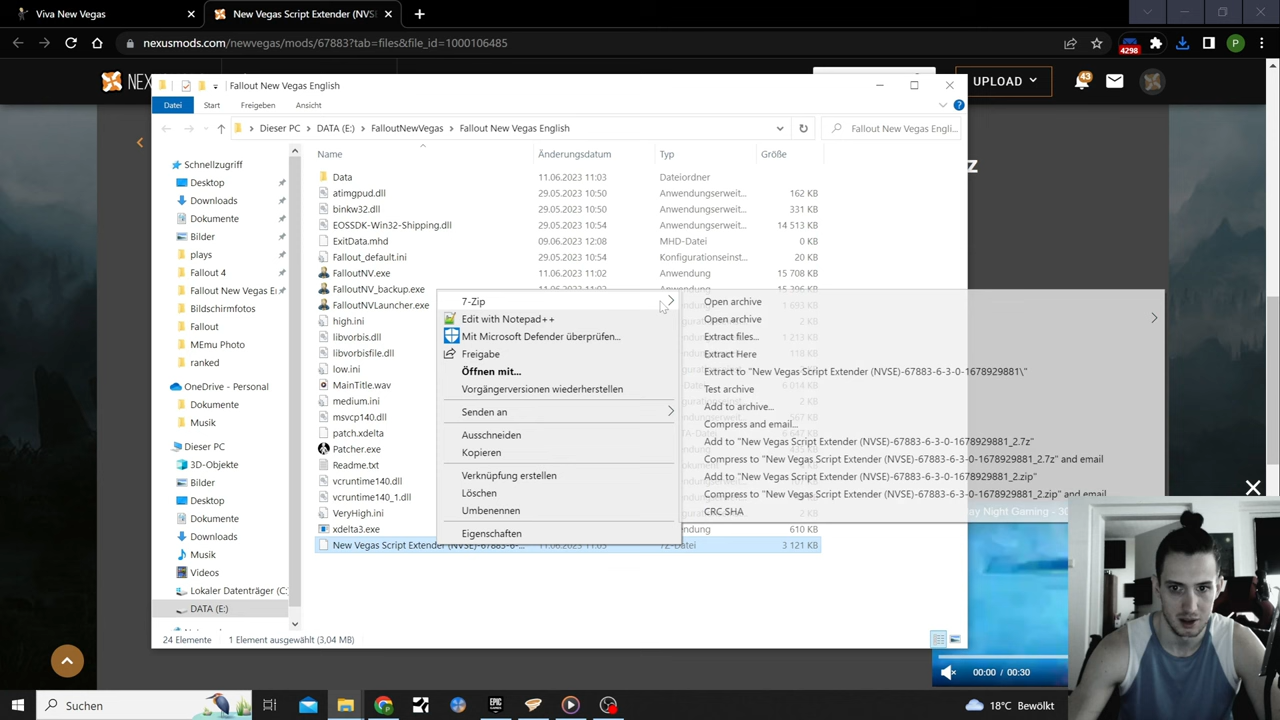 Viva New Vegas
New Vegas Script Extender (NVSE
nexusmods.com/newvegas/mods/67883?tab=files&file_id=1000106485
4298
P
NEX
UPLOAD
43
z
Fallout New Vegas English
Datei Start Freigeben Ansicht
Dieser PC > DATA (E:) > FalloutNewVegas > Fallout New Vegas English
Fallout New Vegas Engli...
Name Änderungsdatum Typ Größe
Schnellzugriff
Desktop
Downloads
Dokumente
Bilder
plays
Fallout 4
Fallout New Vegas E
Bildschirmfotos
Fallout
MEmu Photo
ranked
OneDrive - Personal
Dokumente
Musik
Dieser PC
3D-Objekte
Bilder
Desktop
Dokumente
Downloads
Musik
Videos
Lokaler Datenträger (C:
DATA (E:)
Data 11.06.2023 11:03 Dateiordner
atimgpud.dll 29.05.2023 10:50 Anwendungserweit... 162 KB
binkw32.dll 29.05.2023 10:50 Anwendungserweit... 331 KB
EOSSDK-Win32-Shipping.dll 29.05.2023 10:54 Anwendungserweit... 14 513 KB
ExitData.mhd 09.06.2023 12:08 MHD-Datei 0 KB
Fallout_default.ini 29.05.2023 10:54 Konfigurationseinst... 20 KB
FalloutNV.exe 11.06.2023 11:02 Anwendung 15 708 KB
FalloutNV_backup.exe
FalloutNVLauncher.exe
high.ini
libvorbis.dll
libvorbisfile.dll
low.ini
MainTitle.wav
medium.ini
msvcp140.dll
patch.xdelta
Patcher.exe
Readme.txt
vcruntime140.dll
vcruntime140_1.dll
VeryHigh.ini
xdelta3.exe 610 KB
New Vegas Script Extender (NVSE)-67883-6-... 3 121 KB
7-Zip
Edit with Notepad++
Mit Microsoft Defender überprüfen...
Freigabe
Öffnen mit...
Vorgängerversionen wiederherstellen
Senden an
Ausschneiden
Kopieren
Verknüpfung erstellen
Löschen
Umbenennen
Eigenschaften
Open archive
Open archive
Extract files...
Extract Here
Extract to "New Vegas Script Extender (NVSE)-67883-6-3-0-1678929881\"
Test archive
Add to archive...
Compress and email...
Add to "New Vegas Script Extender (NVSE)-67883-6-3-0-1678929881_2.7z"
Compress to "New Vegas Script Extender (NVSE)-67883-6-3-0-1678929881_2.7z" and email
Add to "New Vegas Script Extender (NVSE)-67883-6-3-0-1678929881_2.zip"
Compress to "New Vegas Script Extender (NVSE)-67883-6-3-0-1678929881_2.zip" and email
CRC SHA
24 Elemente 1 Element ausgewählt (3,04 MB)
00:00 / 00:30
Suchen
EPIC
18°C Bewölkt